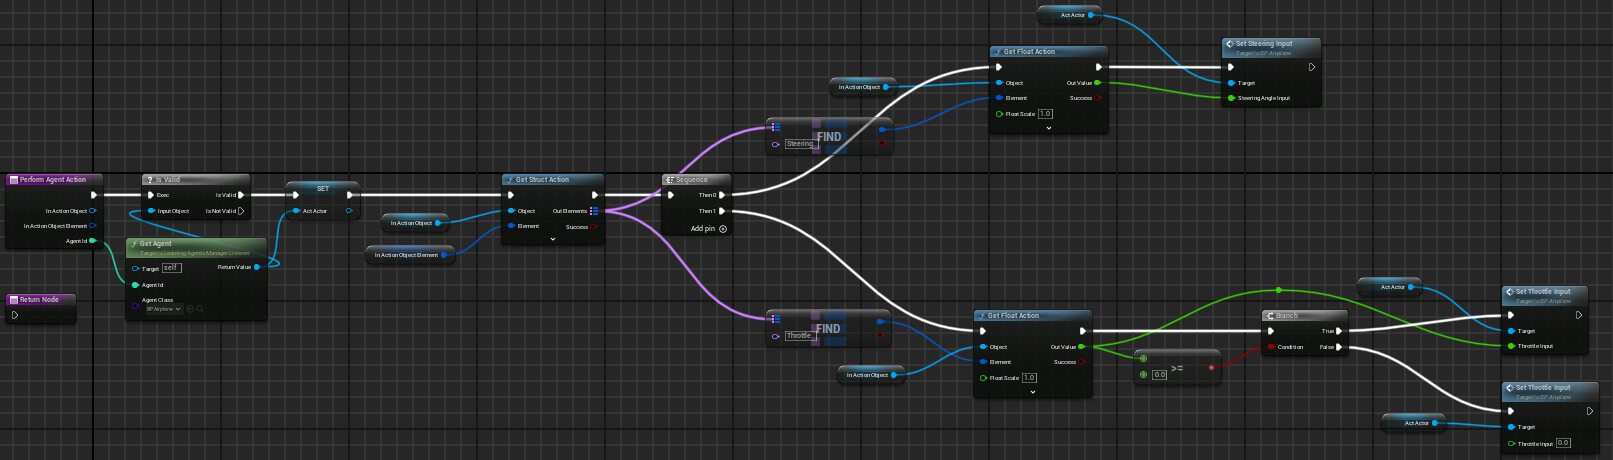 Perform Agent Action
In Action Object
In Action Object Element
Agent Id
Return Node
? Is Valid
Exec
Is Valid
Input Object
Is Not Valid
f Get Agent
Target is Learning Agents Manager Listener
Target
self
Return Value
Agent Id
Agent Class
BP Airplane
SET
Act Actor
In Action Object
In Action Object Element
f Get Struct Action
Object
Out Elements
Element
Success
Sequence
Then 0
Then 1
Add pin
FIND
Steering
In Action Object
f Get Float Action
Object
Out Value
Element
Success
Float Scale
1.0
Act Actor
Set Steering Input
Target is BP Airplane
Target
Steering Angle Input
FIND
Throttle
In Action Object
f Get Float Action
Object
Out Value
Element
Success
Float Scale
1.0
0.0
>=
Branch
True
Condition
False
Act Actor
Set Throttle Input
Target is BP Airplane
Target
Throttle Input
Act Actor
Set Throttle Input
Target is BP Airplane
Target
Throttle Input
0.0